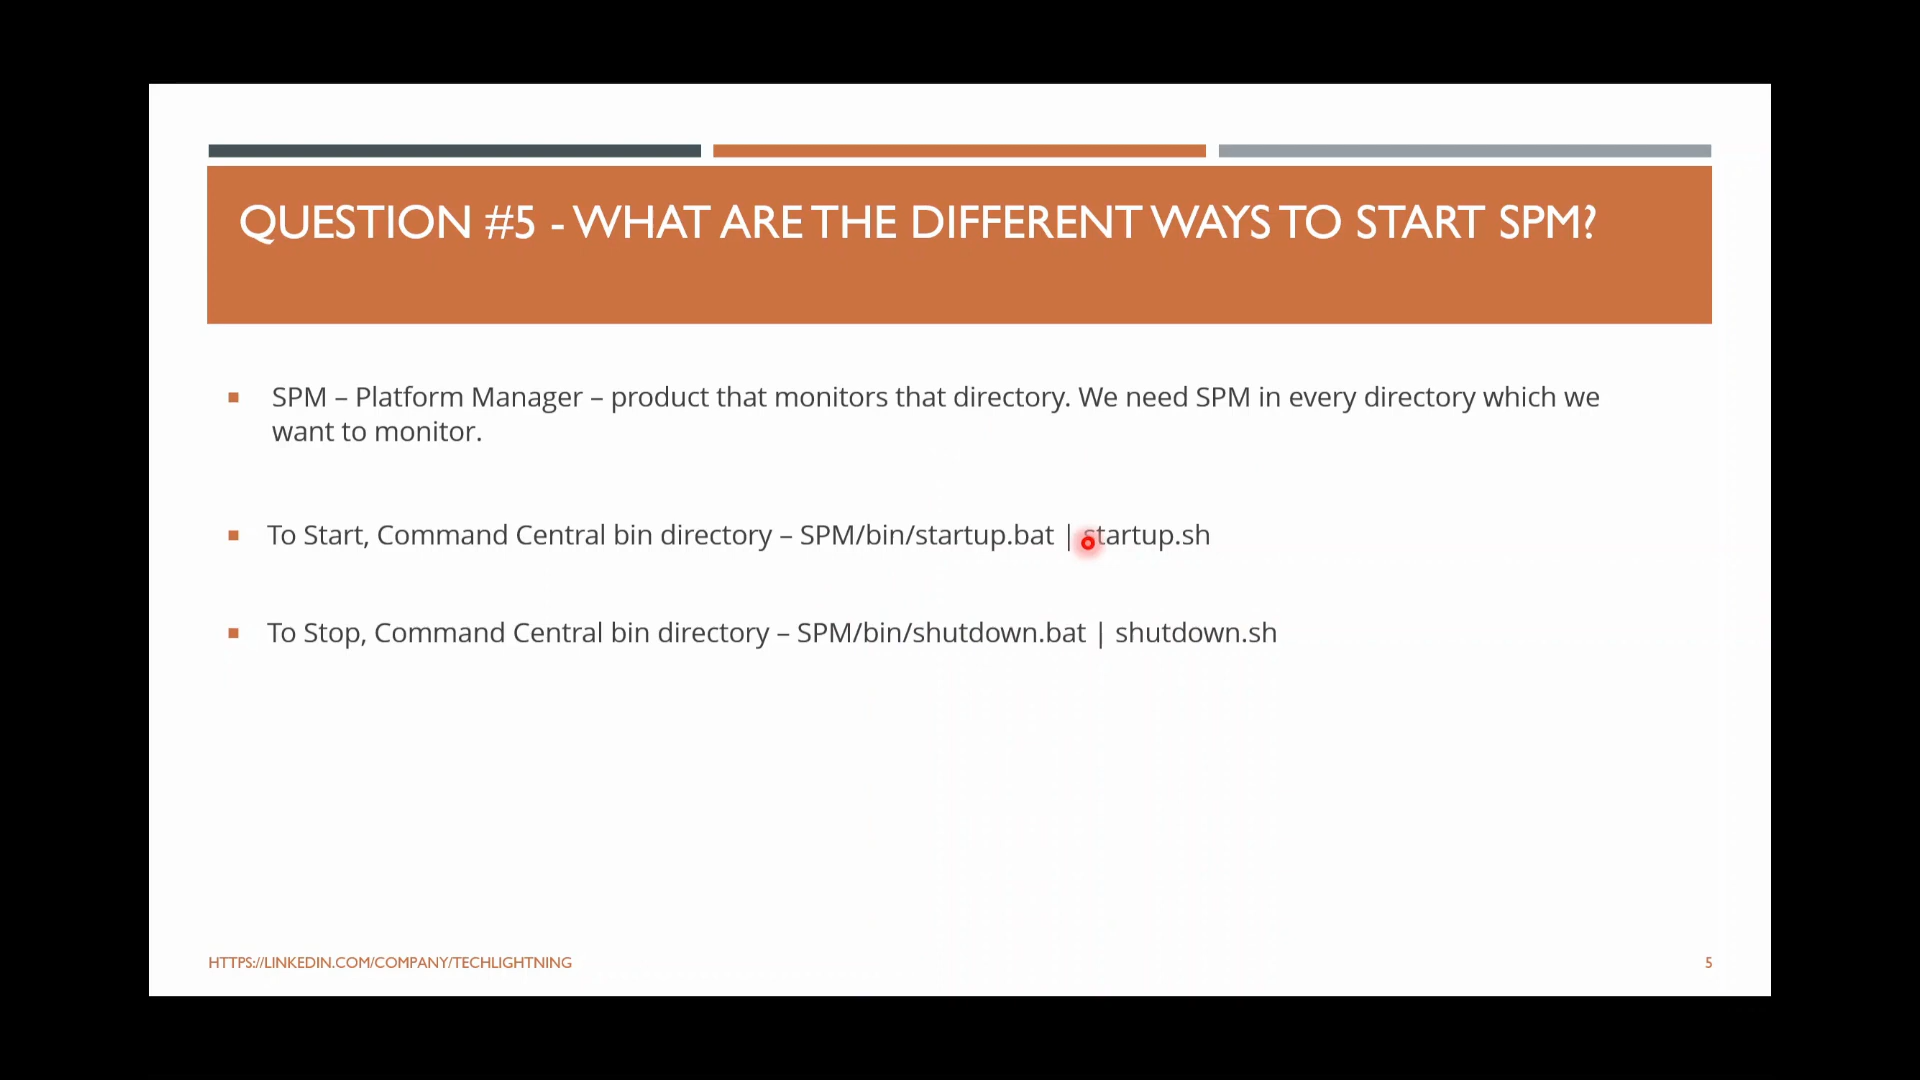 QUESTION #5 - WHAT ARE THE DIFFERENT WAYS TO START SPM?
SPM – Platform Manager – product that monitors that directory. We need SPM in every directory which we
want to monitor.
To Start, Command Central bin directory – SPM/bin/startup.bat | startup.sh
To Stop, Command Central bin directory – SPM/bin/shutdown.bat | shutdown.sh
HTTPS://LINKEDIN.COM/COMPANY/TECHLIGHTNING
5